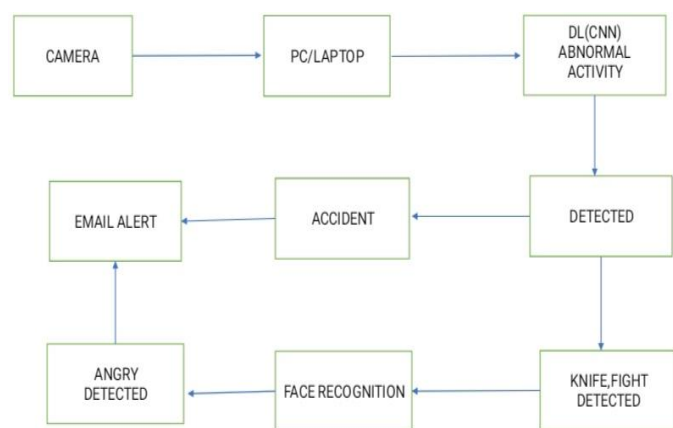 CAMERA
PC/LAPTOP
DL(CNN)
ABNORMAL
ACTIVITY
EMAIL ALERT
ACCIDENT
DETECTED
ANGRY
DETECTED
FACE RECOGNITION
KNIFE,FIGHT
DETECTED